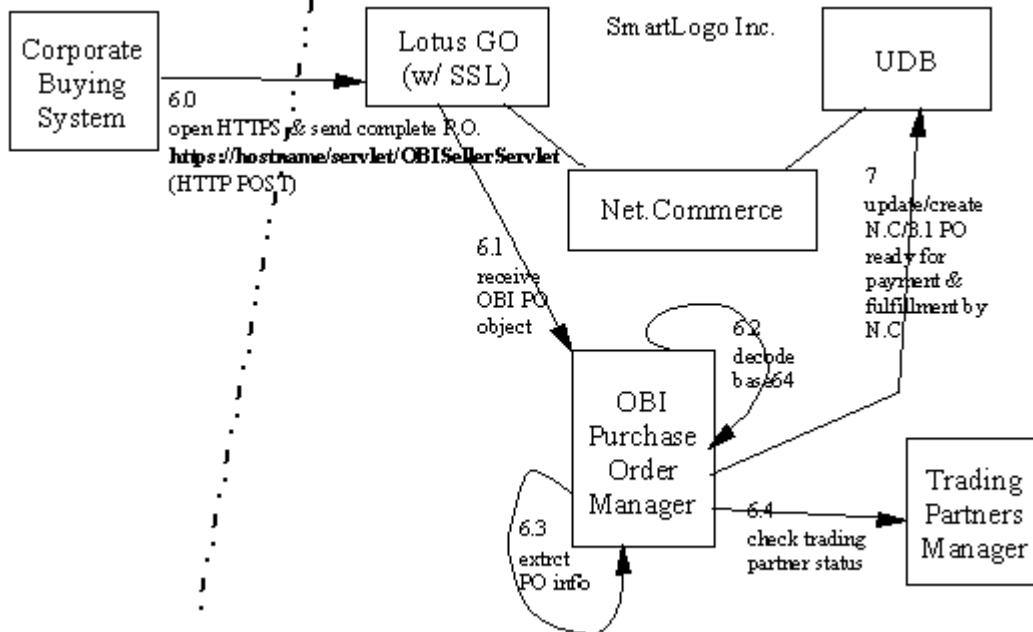 Corporate
Buying
System
Lotus GO
(w/ SSL)
SmartLogo Inc.
UDB
6.0
open HTTPS & send complete P.O.
https://hostname/servlet/OBISellerServlet
(HTTP POST)
Net.Commerce
7
update/create
N.C/3.1 PO
ready for
payment &
fulfillment by
N.C
6.1
receive
OBI PO
object
6.2
decode
base64
OBI
Purchase
Order
Manager
6.3
extrct
PO info
6.4
check trading
partner status
Trading
Partners
Manager